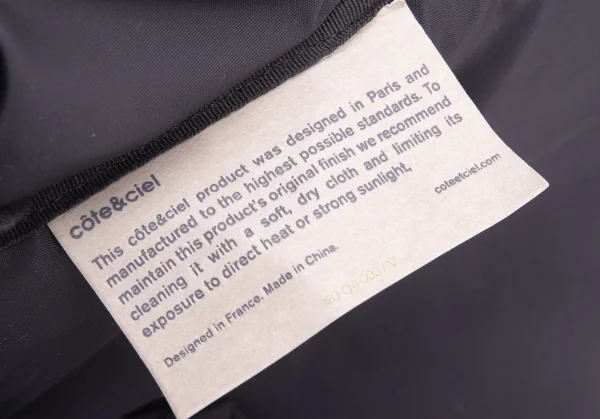 côte&ciel
This côte&ciel product was designed in Paris and
manufactured to the highest possible standards. To
maintain this product's original finish we recommend
cleaning it with a soft, dry cloth and limiting its
exposure to direct heat or strong sunlight.
coteetciel.com
Designed in France. Made in China.